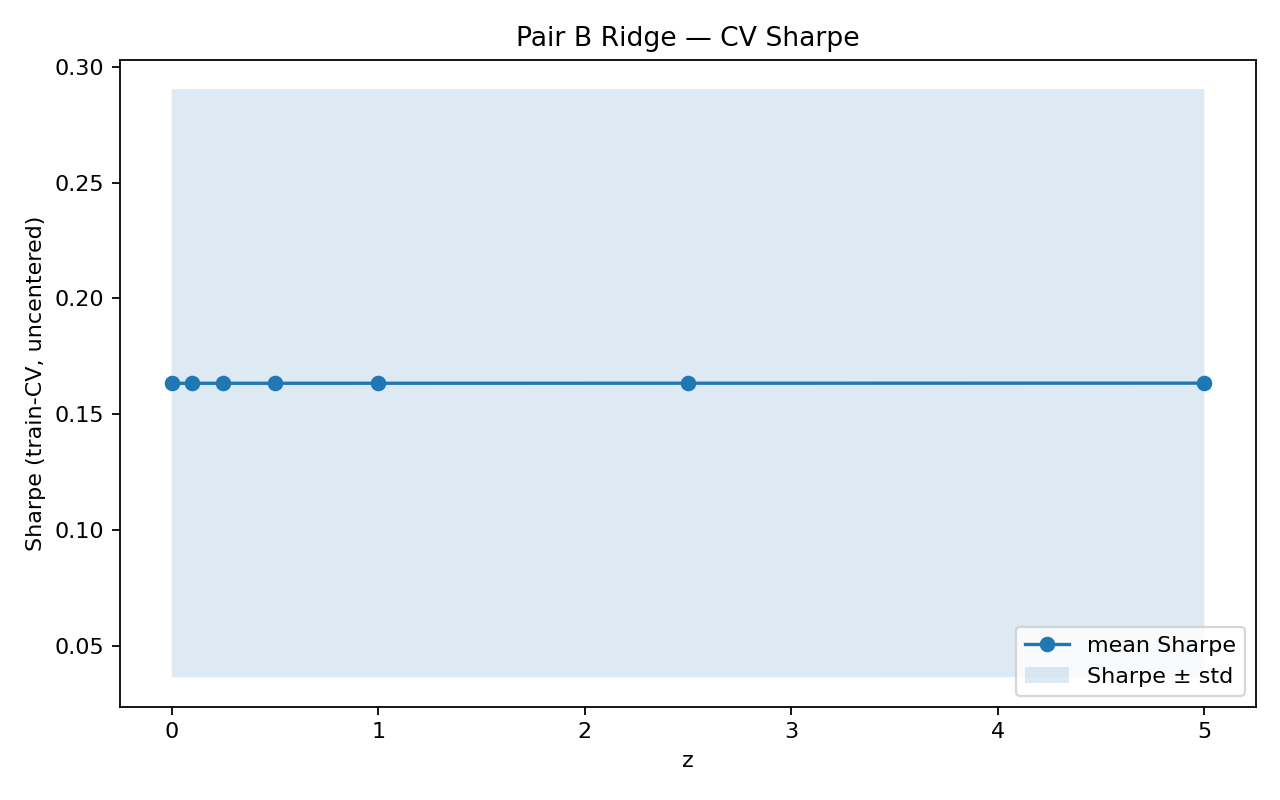 Pair B Ridge — CV Sharpe
Sharpe (train-CV, uncentered)
0.30
0.25
0.20
0.15
0.10
0.05
mean Sharpe
Sharpe ± std
0 1 2 3 4 5
z